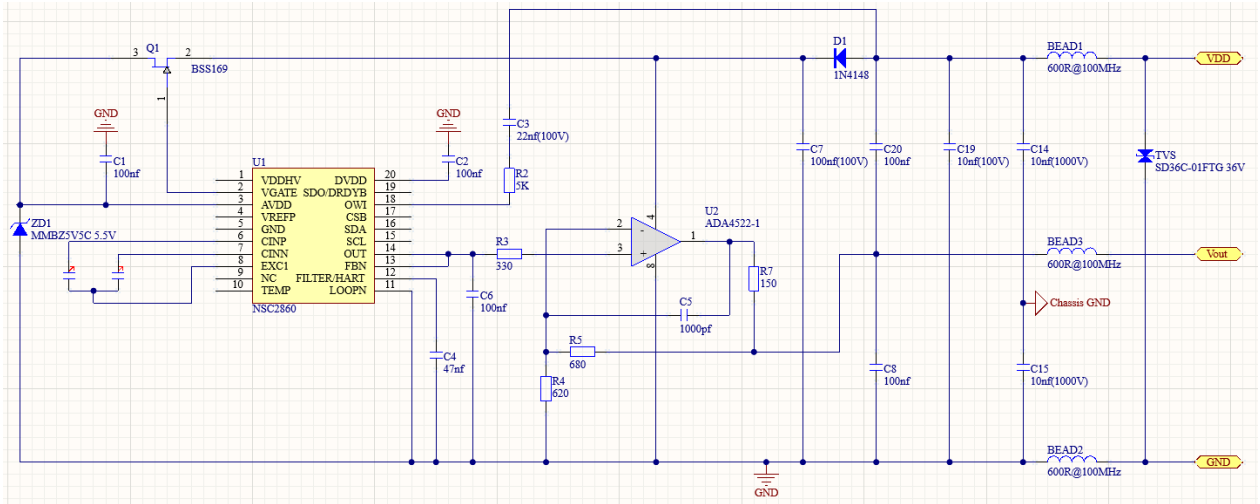 Q1
3
2
BSS169
1
D1
1N4148
BEAD1
600R@100MHz
VDD
GND
GND
C3
22nf(100V)
C1
100nf
C2
100nf
R2
5K
C7
100nf(100V)
C20
100nf
C19
10nf(100V)
C14
10nf(1000V)
TVS
SD36C-01FTG 36V
U1
1 VDDHV DVDD 20
2 VGATE SDO/DRDYB 19
3 AVDD OWI 18
4 VREFP CSB 17
5 GND SDA 16
6 CINP SCL 15
7 CINN OUT 14
8 EXC1 FBN 13
9 NC FILTER/HART 12
10 TEMP LOOPN 11
NSC2860
ZD1
MMBZ5V5C 5.5V
U2
ADA4522-1
2
3
4
8
1
-
+
R3
330
R7
150
BEAD3
600R@100MHz
Vout
C6
100nf
C5
1000pf
Chassis GND
C4
47nf
R5
680
R4
620
C8
100nf
C15
10nf(1000V)
BEAD2
600R@100MHz
GND
GND